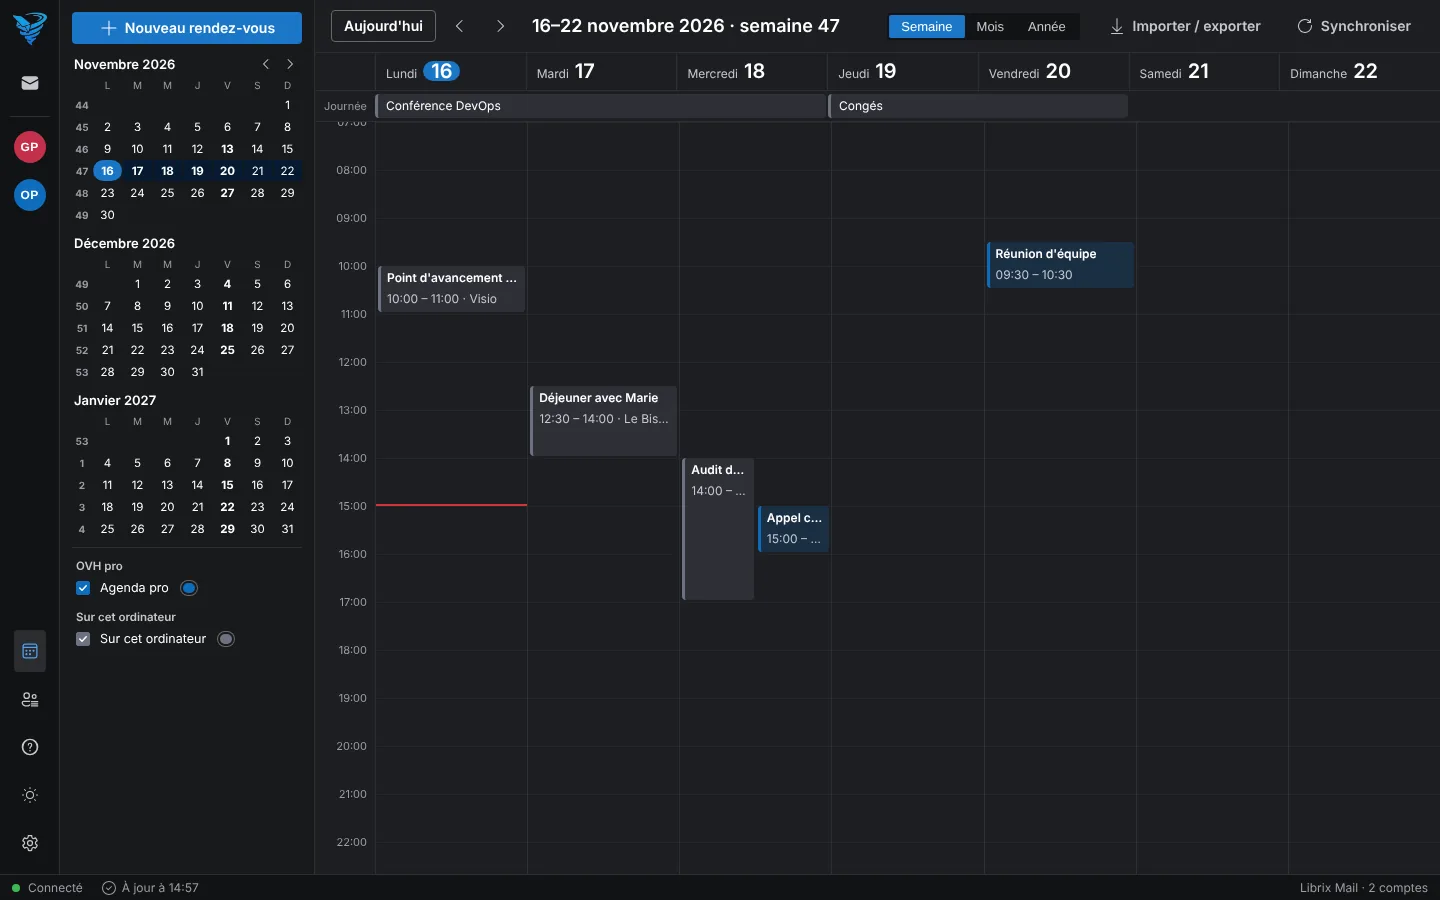 Nouveau rendez-vous
Novembre 2026
L M M J V S D
44 1
45 2 3 4 5 6 7 8
46 9 10 11 12 13 14 15
47 16 17 18 19 20 21 22
48 23 24 25 26 27 28 29
49 30
Décembre 2026
L M M J V S D
49 1 2 3 4 5 6
50 7 8 9 10 11 12 13
51 14 15 16 17 18 19 20
52 21 22 23 24 25 26 27
53 28 29 30 31
Janvier 2027
L M M J V S D
53 1 2 3
1 4 5 6 7 8 9 10
2 11 12 13 14 15 16 17
3 18 19 20 21 22 23 24
4 25 26 27 28 29 30 31
OVH pro
Agenda pro
Sur cet ordinateur
Sur cet ordinateur
GP
OP
Aujourd'hui
16–22 novembre 2026 · semaine 47
Semaine Mois Année
Importer / exporter
Synchroniser
Lundi 16 Mardi 17 Mercredi 18 Jeudi 19 Vendredi 20 Samedi 21 Dimanche 22
Journée
Conférence DevOps
Congés
07:00
08:00
09:00
10:00
11:00
12:00
13:00
14:00
15:00
16:00
17:00
18:00
19:00
20:00
21:00
22:00
Point d'avancement ...
10:00 – 11:00 · Visio
Déjeuner avec Marie
12:30 – 14:00 · Le Bis...
Audit d...
14:00 – ...
Appel c...
15:00 – ...
Réunion d'équipe
09:30 – 10:30
Connecté
À jour à 14:57
Librix Mail · 2 comptes